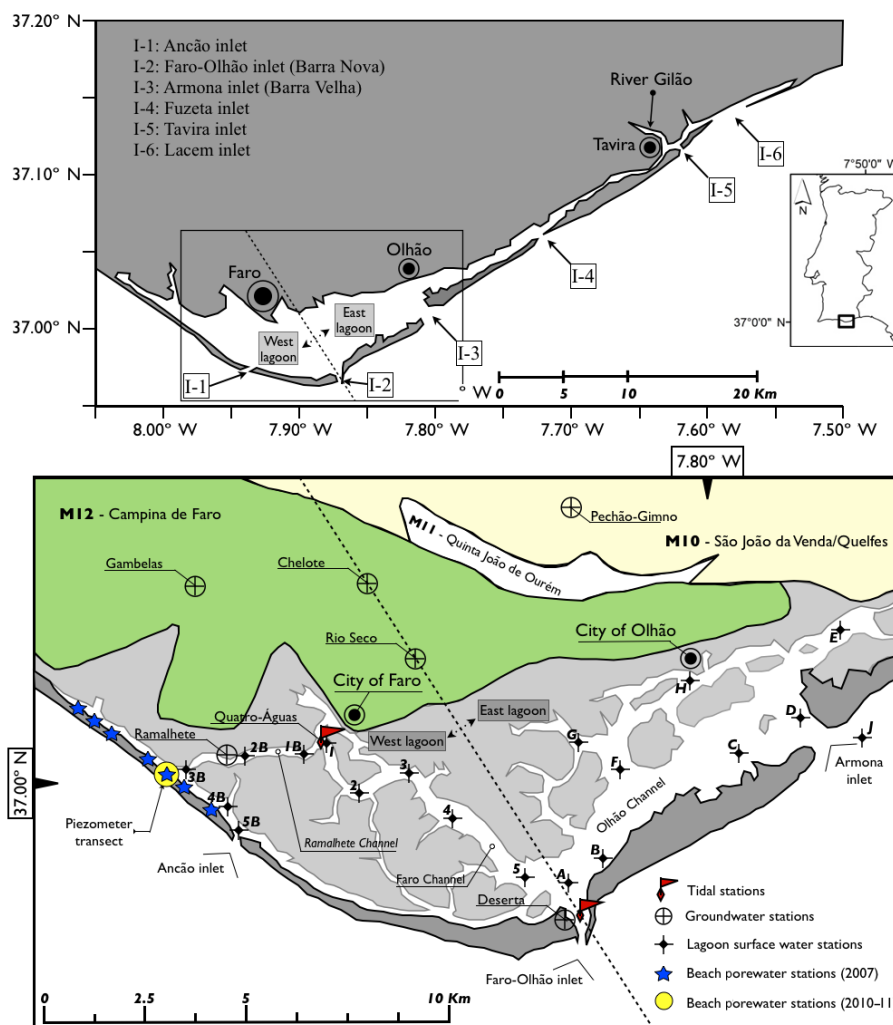 37.20° N
I-1: Ancão inlet
I-2: Faro-Olhão inlet (Barra Nova)
I-3: Armona inlet (Barra Velha)
I-4: Fuzeta inlet
I-5: Tavira inlet
I-6: Lacem inlet
River Gilão
Tavira
I-6
I-5
7°50'0" W
N
37°0'0" N
37.10° N
Olhão
Faro
I-4
East
lagoon
West
lagoon
37.00° N
I-3
I-1
I-2
° W
0 5 10 20 Km
8.00° W 7.90° W 7.80° W 7.70° W 7.60° W 7.50° W
7.80° W
M12 - Campina de Faro
Pechão-Gimno
M11 - Quinta João de Ourém
M10 - São João da Venda/Quelfes
Gambelas
Chelote
Rio Seco
City of Olhão
E
City of Faro
H
Quatro-Águas
East lagoon
West lagoon
D
Ramalhete
2B
1B
1
G
J
C
F
Armona
inlet
37.00° N
3B
2
3
4B
4
Olhão Channel
Piezometer
transect
5B
Ramalhete Channel
B
Ancão inlet
Faro Channel
5
A
Deserta
Tidal stations
Groundwater stations
Lagoon surface water stations
Faro-Olhão inlet
Beach porewater stations (2007)
Beach porewater stations (2010-11
0 2.5 5 10 Km